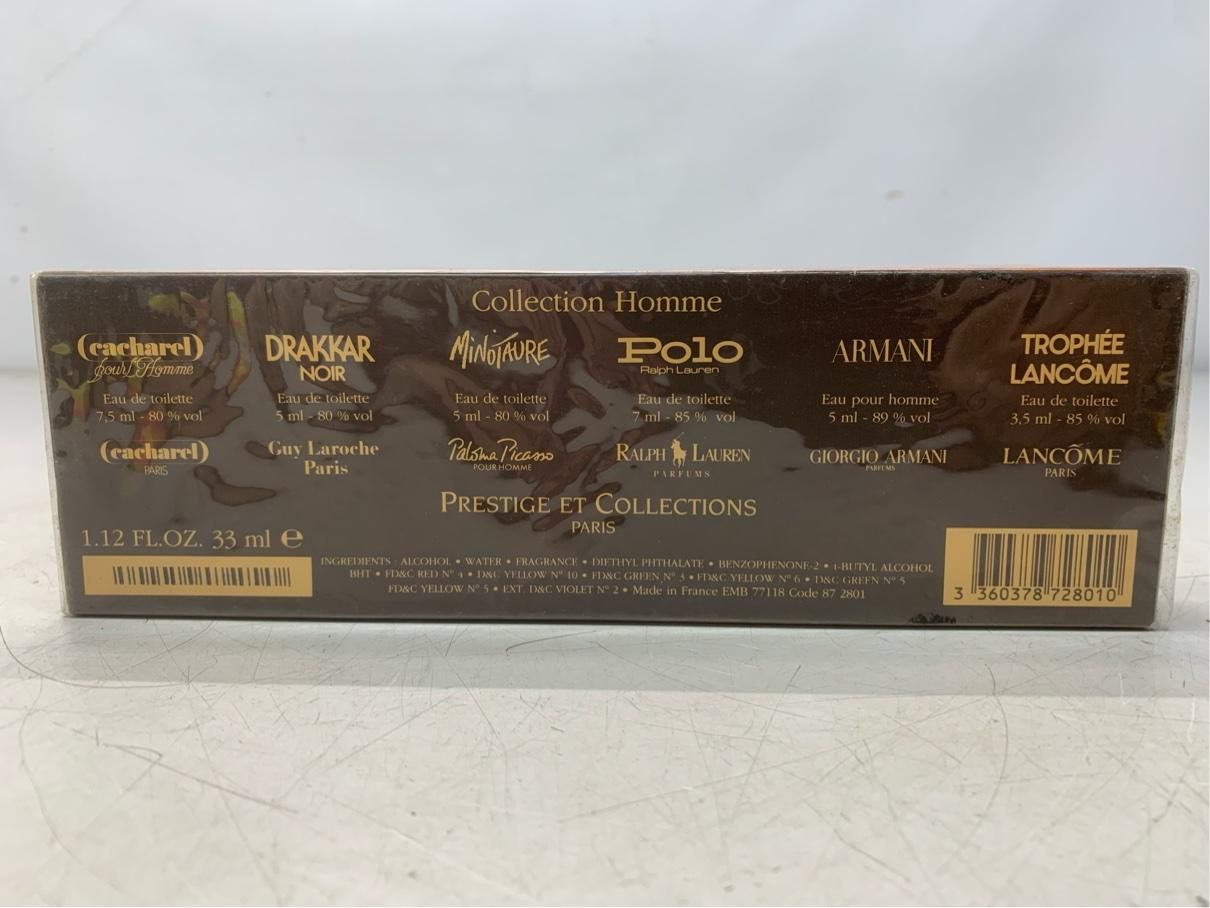 Collection Homme
cacharel DRAKKAR MINOTAURE Polo ARMANI TROPHÉE
pour l'Homme NOIR Ralph Lauren LANCÔME
Eau de toilette Eau de toilette Eau de toilette Eau de toilette Eau pour homme Eau de toilette
7,5 ml - 80 % vol 5 ml - 80 % vol 5 ml - 80 % vol 7 ml - 85 % vol 5 ml - 89 % vol 3,5 ml - 85 % vol
cacharel Guy Laroche Paloma Picasso RALPH LAUREN GIORGIO ARMANI LANCÔME
PARIS Paris POUR HOMME PARFUMS PARFUMS PARIS
PRESTIGE ET COLLECTIONS
PARIS
1.12 FL.OZ. 33 ml ℮
INGREDIENTS : ALCOHOL • WATER • FRAGRANCE • DIETHYL PHTHALATE • BENZOPHENONE-2 • t-BUTYL ALCOHOL
BHT • FD&C RED N° 4 • D&C YELLOW N° 10 • FD&C GREEN N° 3 • FD&C YELLOW N° 6 • D&C GREEN N° 5
FD&C YELLOW N° 5 • EXT. D&C VIOLET N° 2 • Made in France EMB 77118 Code 87 2801
3 360378 728010